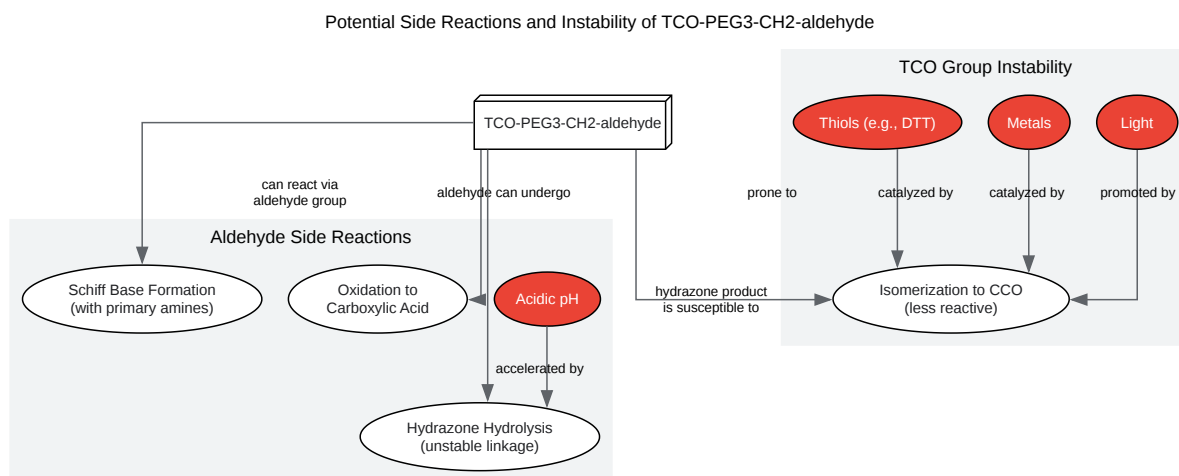 Potential Side Reactions and Instability of TCO-PEG3-CH2-aldehyde
TCO Group Instability
TCO-PEG3-CH2-aldehyde
Thiols (e.g., DTT)
Metals
Light
can react via
aldehyde group
aldehyde can undergo
prone to
catalyzed by
catalyzed by
promoted by
Aldehyde Side Reactions
Schiff Base Formation
(with primary amines)
Oxidation to
Carboxylic Acid
Acidic pH
hydrazone product
is susceptible to
Isomerization to CCO
(less reactive)
accelerated by
Hydrazone Hydrolysis
(unstable linkage)